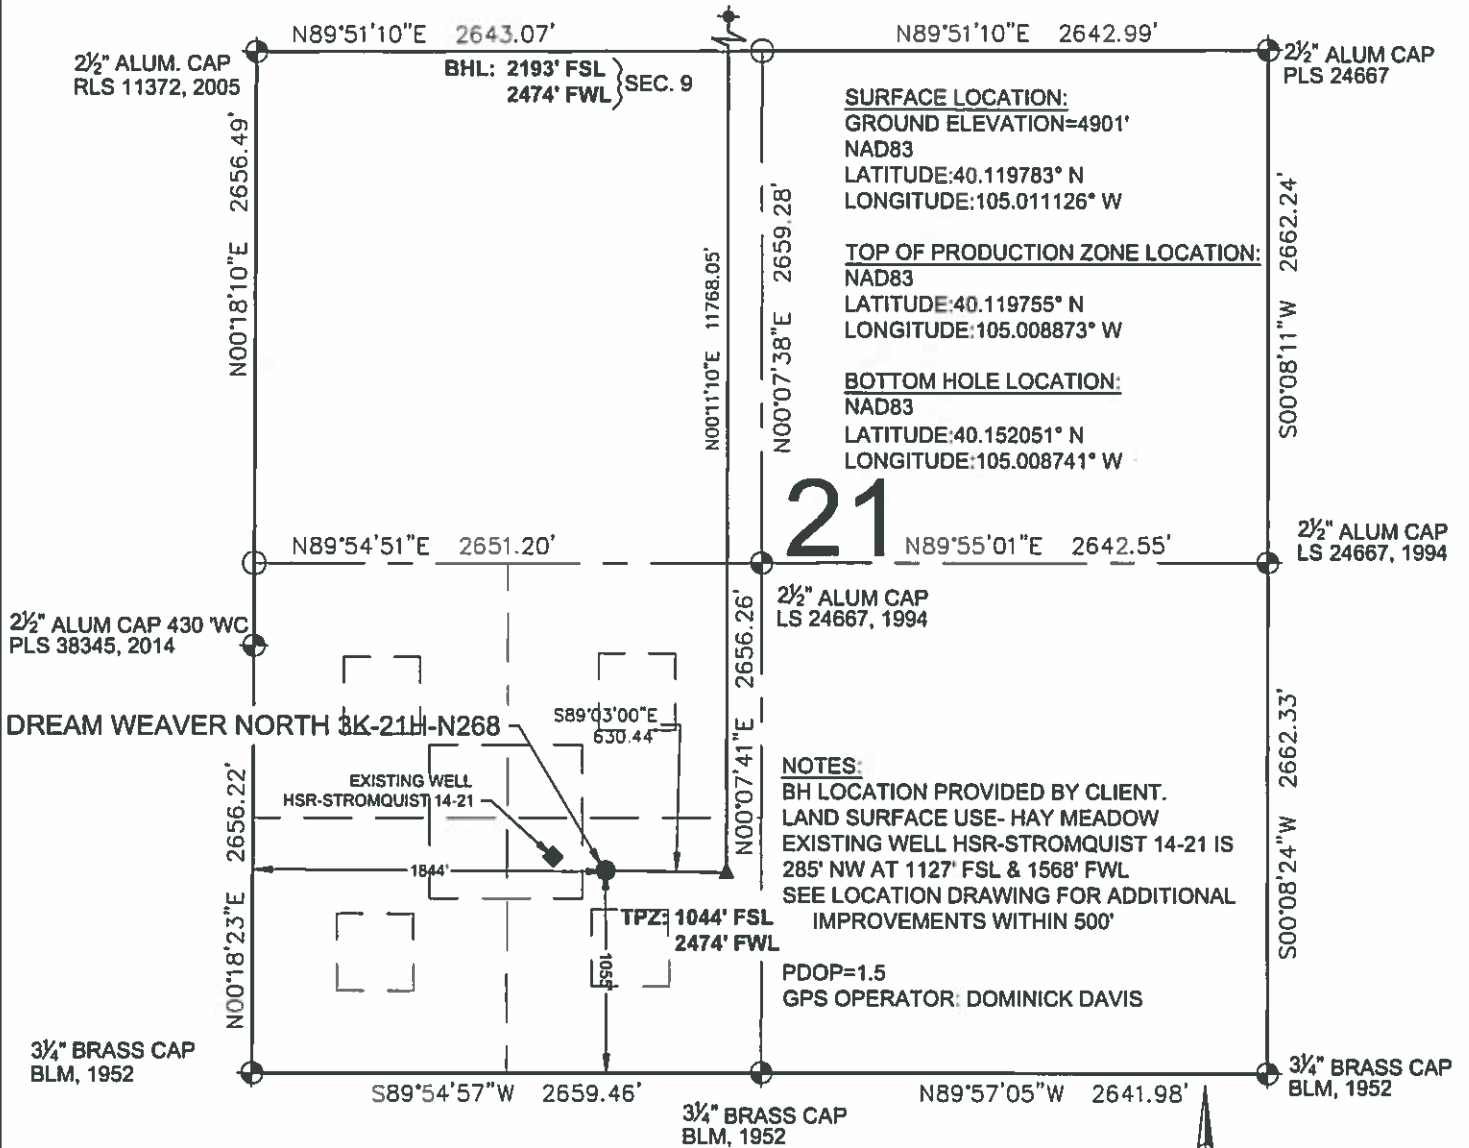 N89°51'10"E 2643.07'
N89°51'10"E 2642.99'
2½" ALUM. CAP
RLS 11372, 2005
BHL: 2193' FSL
2474' FWL
SEC. 9
2½" ALUM CAP
PLS 24667
SURFACE LOCATION:
GROUND ELEVATION=4901'
NAD83
LATITUDE:40.119783° N
LONGITUDE:105.011126° W
TOP OF PRODUCTION ZONE LOCATION:
NAD83
LATITUDE:40.119755° N
LONGITUDE:105.008873° W
BOTTOM HOLE LOCATION:
NAD83
LATITUDE:40.152051° N
LONGITUDE:105.008741° W
N00°18'10"E 2656.49'
N00°11'10"E 11768.05'
N00°07'38"E 2659.28'
S00°08'11"W 2662.24'
21
N89°54'51"E 2651.20'
N89°55'01"E 2642.55'
2½" ALUM CAP
LS 24667, 1994
2½" ALUM CAP
LS 24667, 1994
2½" ALUM CAP 430 'WC
PLS 38345, 2014
DREAM WEAVER NORTH 3K-21H-N268
S89°03'00"E
630.44'
EXISTING WELL
HSR-STROMQUIST 14-21
N00°18'23"E 2656.22'
N00°07'41"E 2656.26'
S00°08'24"W 2662.33'
1844'
1055'
TPZ: 1044' FSL
2474' FWL
NOTES:
BH LOCATION PROVIDED BY CLIENT.
LAND SURFACE USE- HAY MEADOW
EXISTING WELL HSR-STROMQUIST 14-21 IS
285' NW AT 1127' FSL & 1568' FWL
SEE LOCATION DRAWING FOR ADDITIONAL
IMPROVEMENTS WITHIN 500'
PDOP=1.5
GPS OPERATOR: DOMINICK DAVIS
3¼" BRASS CAP
BLM, 1952
S89°54'57"W 2659.46'
3¼" BRASS CAP
BLM, 1952
N89°57'05"W 2641.98'
3¼" BRASS CAP
BLM, 1952